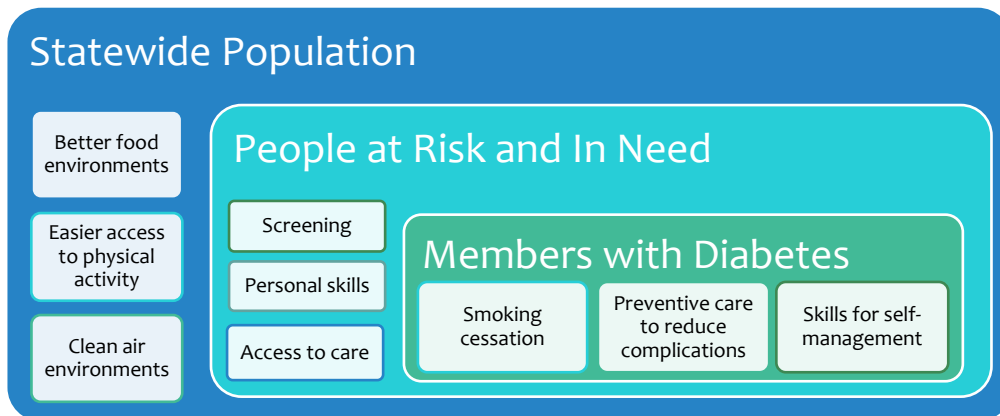 Statewide Population
Better food
environments
Easier access
to physical
activity
Clean air
environments
People at Risk and In Need
Screening
Personal skills
Access to care
Members with Diabetes
Smoking
cessation
Preventive care
to reduce
complications
Skills for self-
management